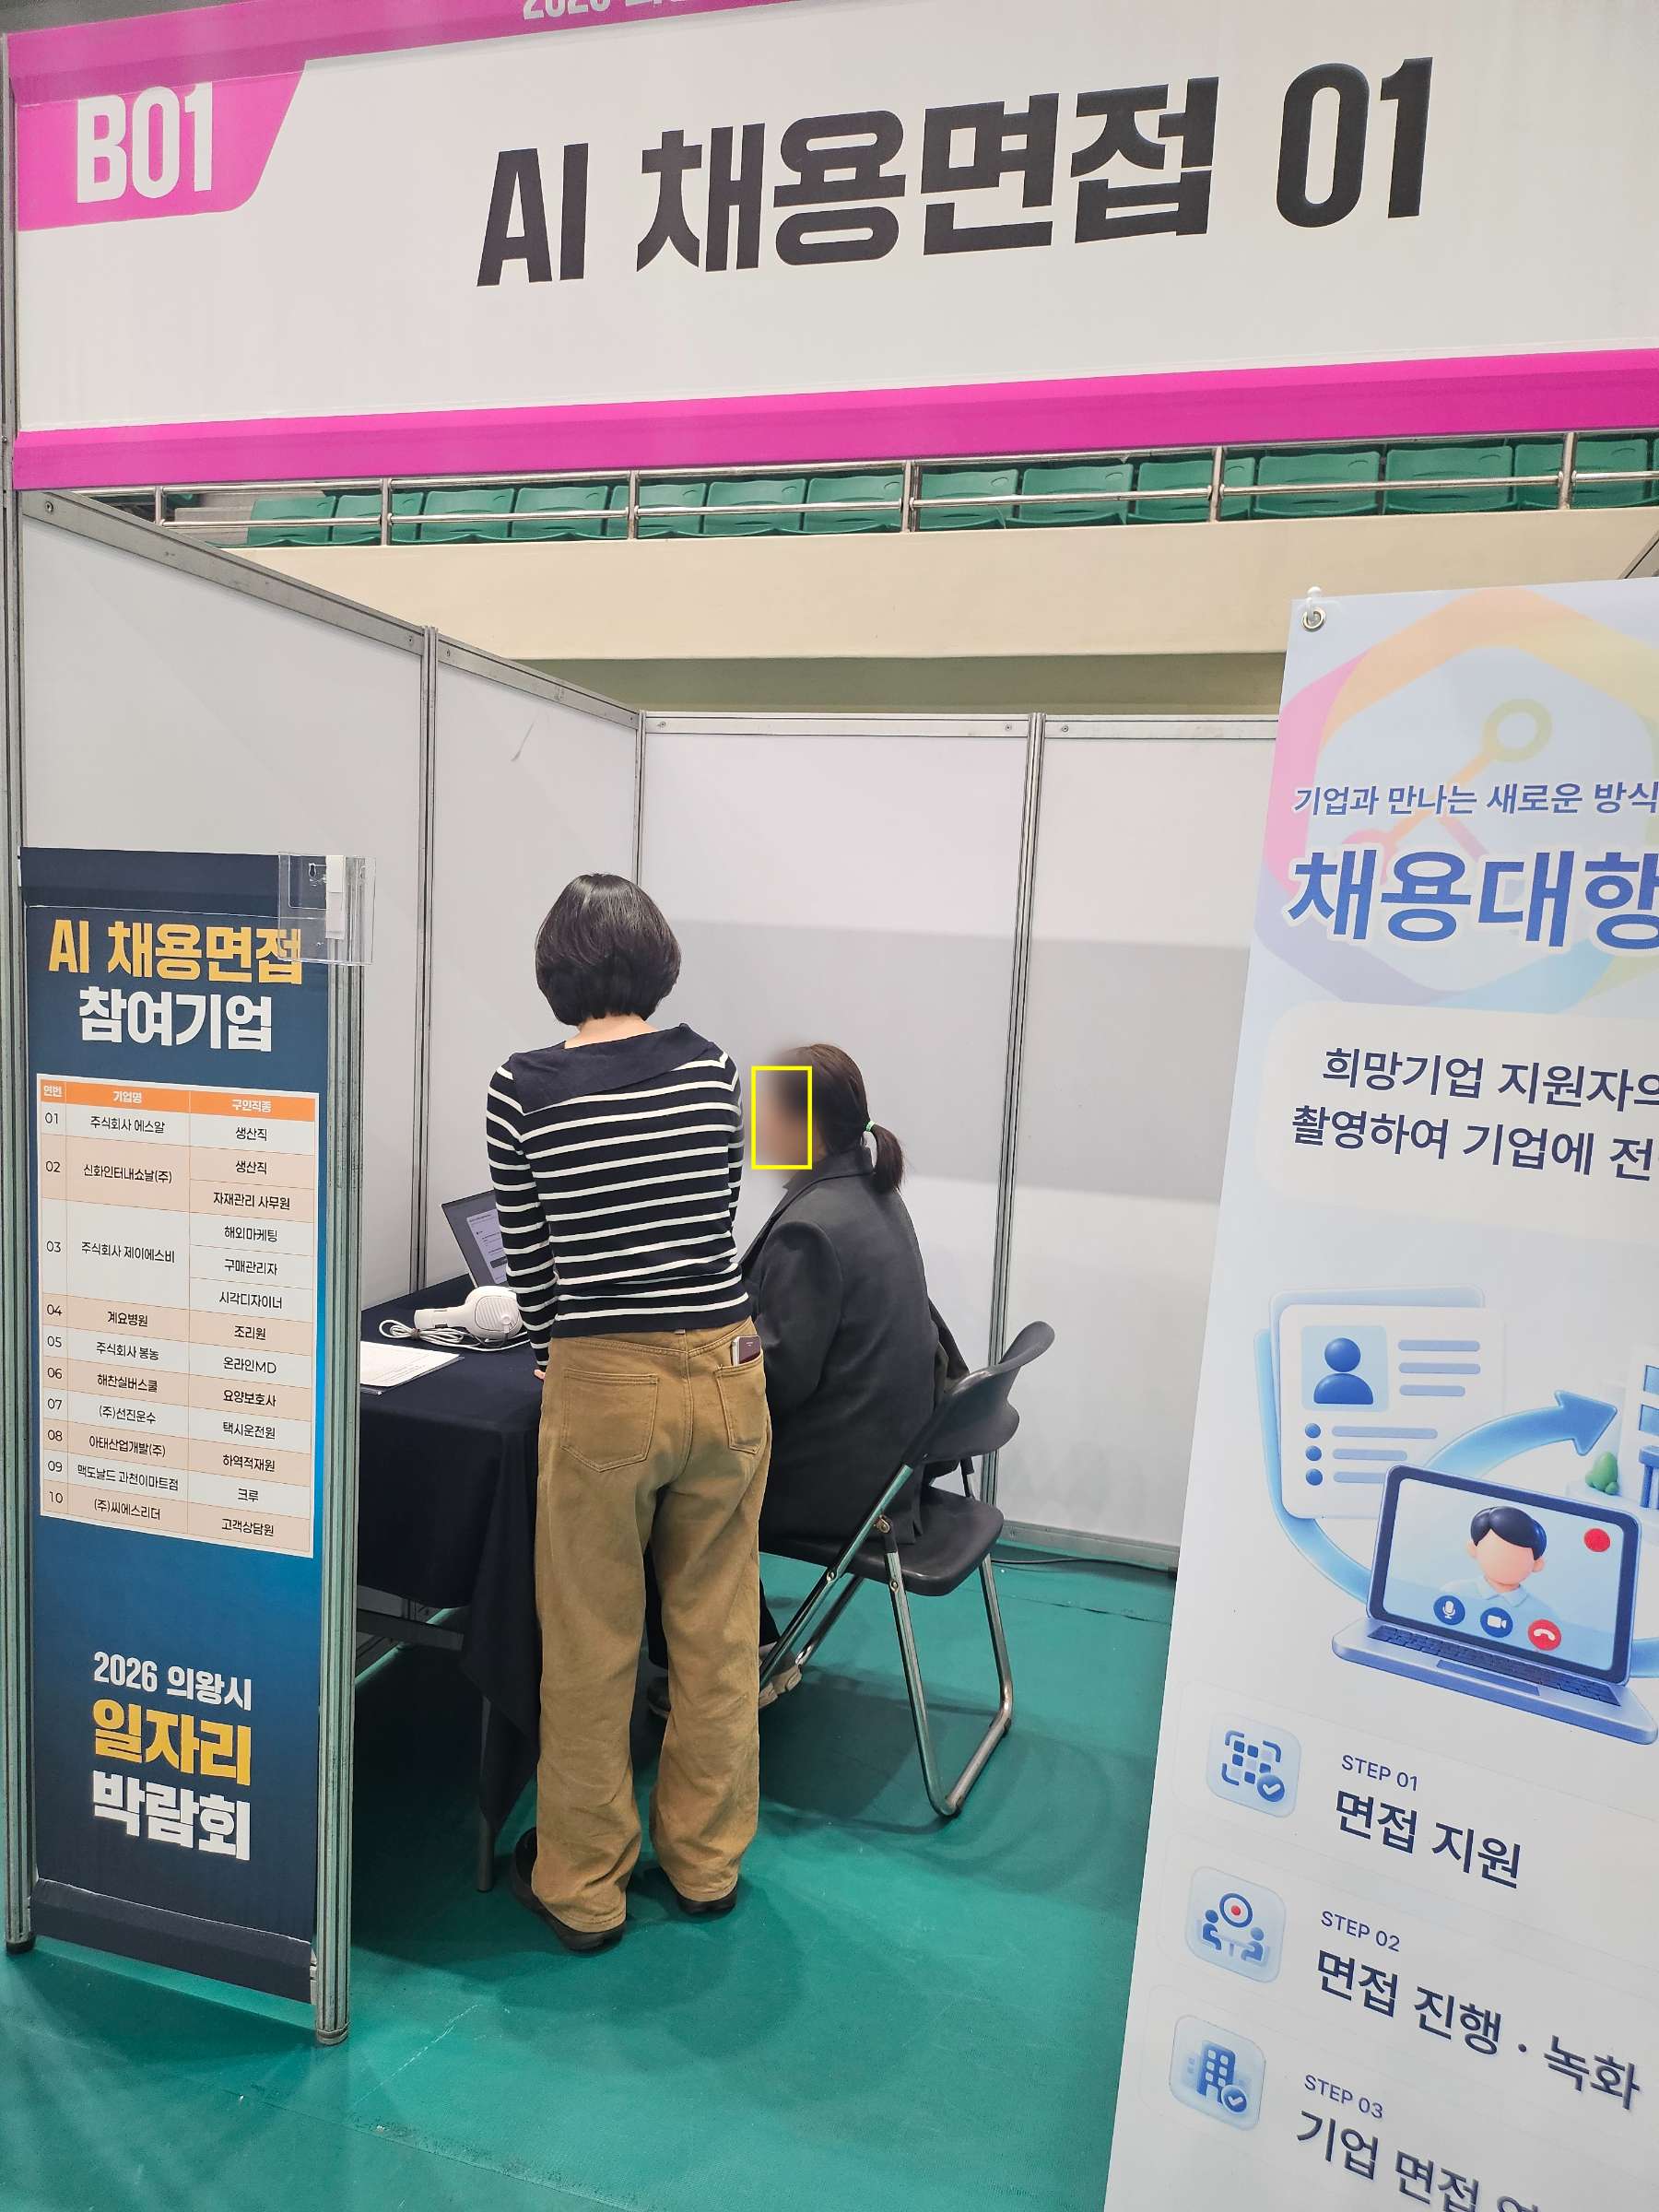 B01
AI 채용면접 01
AI 채용면접
참여기업
연번 기업명 구인직종
01 주식회사 에스알 생산직
02 신화인터내쇼날(주) 생산직
자재관리 사무원
03 주식회사 제이에스비 해외마케팅
구매관리자
시각디자이너
04 계요병원 조리원
05 주식회사 봉농 온라인MD
06 해찬실버스쿨 요양보호사
07 (주)선진운수 택시운전원
08 아태산업개발(주) 하역적재원
09 맥도날드 과천이마트점 크루
10 (주)씨에스리더 고객상담원
2026 의왕시
일자리
박람회
기업과 만나는 새로운 방식
채용대행
희망기업 지원자의
촬영하여 기업에 전
STEP 01
면접 지원
STEP 02
면접 진행 · 녹화
STEP 03
기업 면접